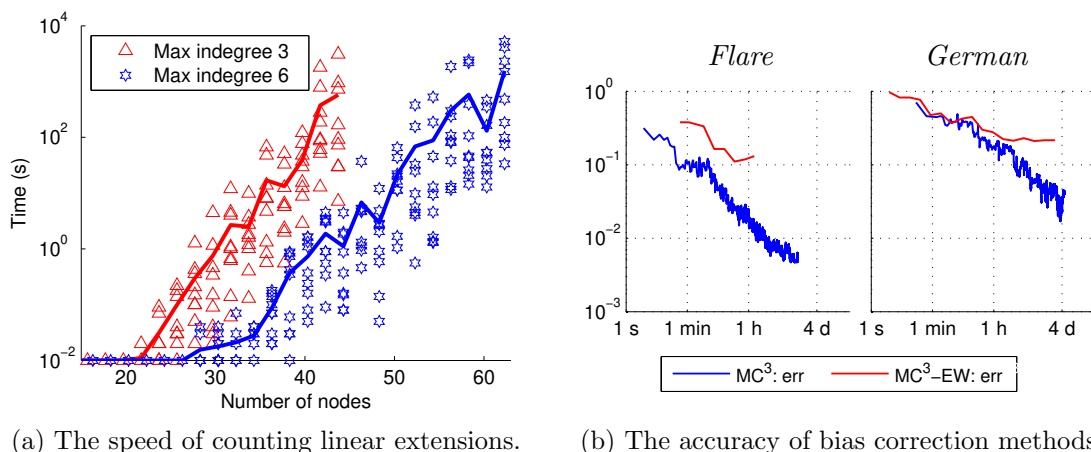 Time (s)
10^4
10^2
10^0
10^-2
Max indegree 3
Max indegree 6
20 30 40 50 60
Number of nodes
(a) The speed of counting linear extensions.
Flare German
10^0
10^-1
10^-2
10^-3
1 s 1 min 1 h 4 d 1 s 1 min 1 h 4 d
MC^3: err MC^3-EW: err
(b) The accuracy of bias correction methods